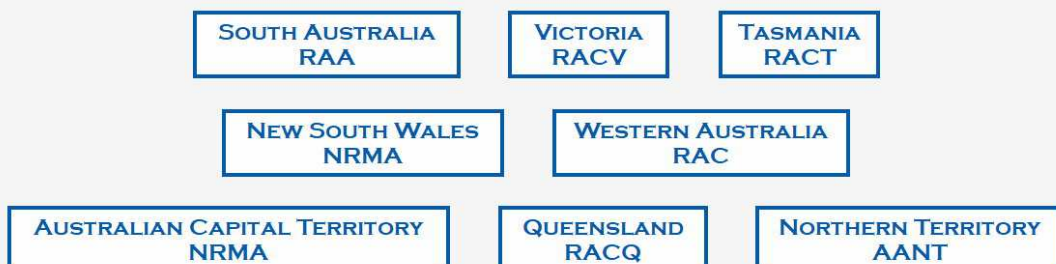 South Australia
RAA
Victoria
RACV
Tasmania
RACT
New South Wales
NRMA
Western Australia
RAC
Australian Capital Territory
NRMA
Queensland
RACQ
Northern Territory
AANT